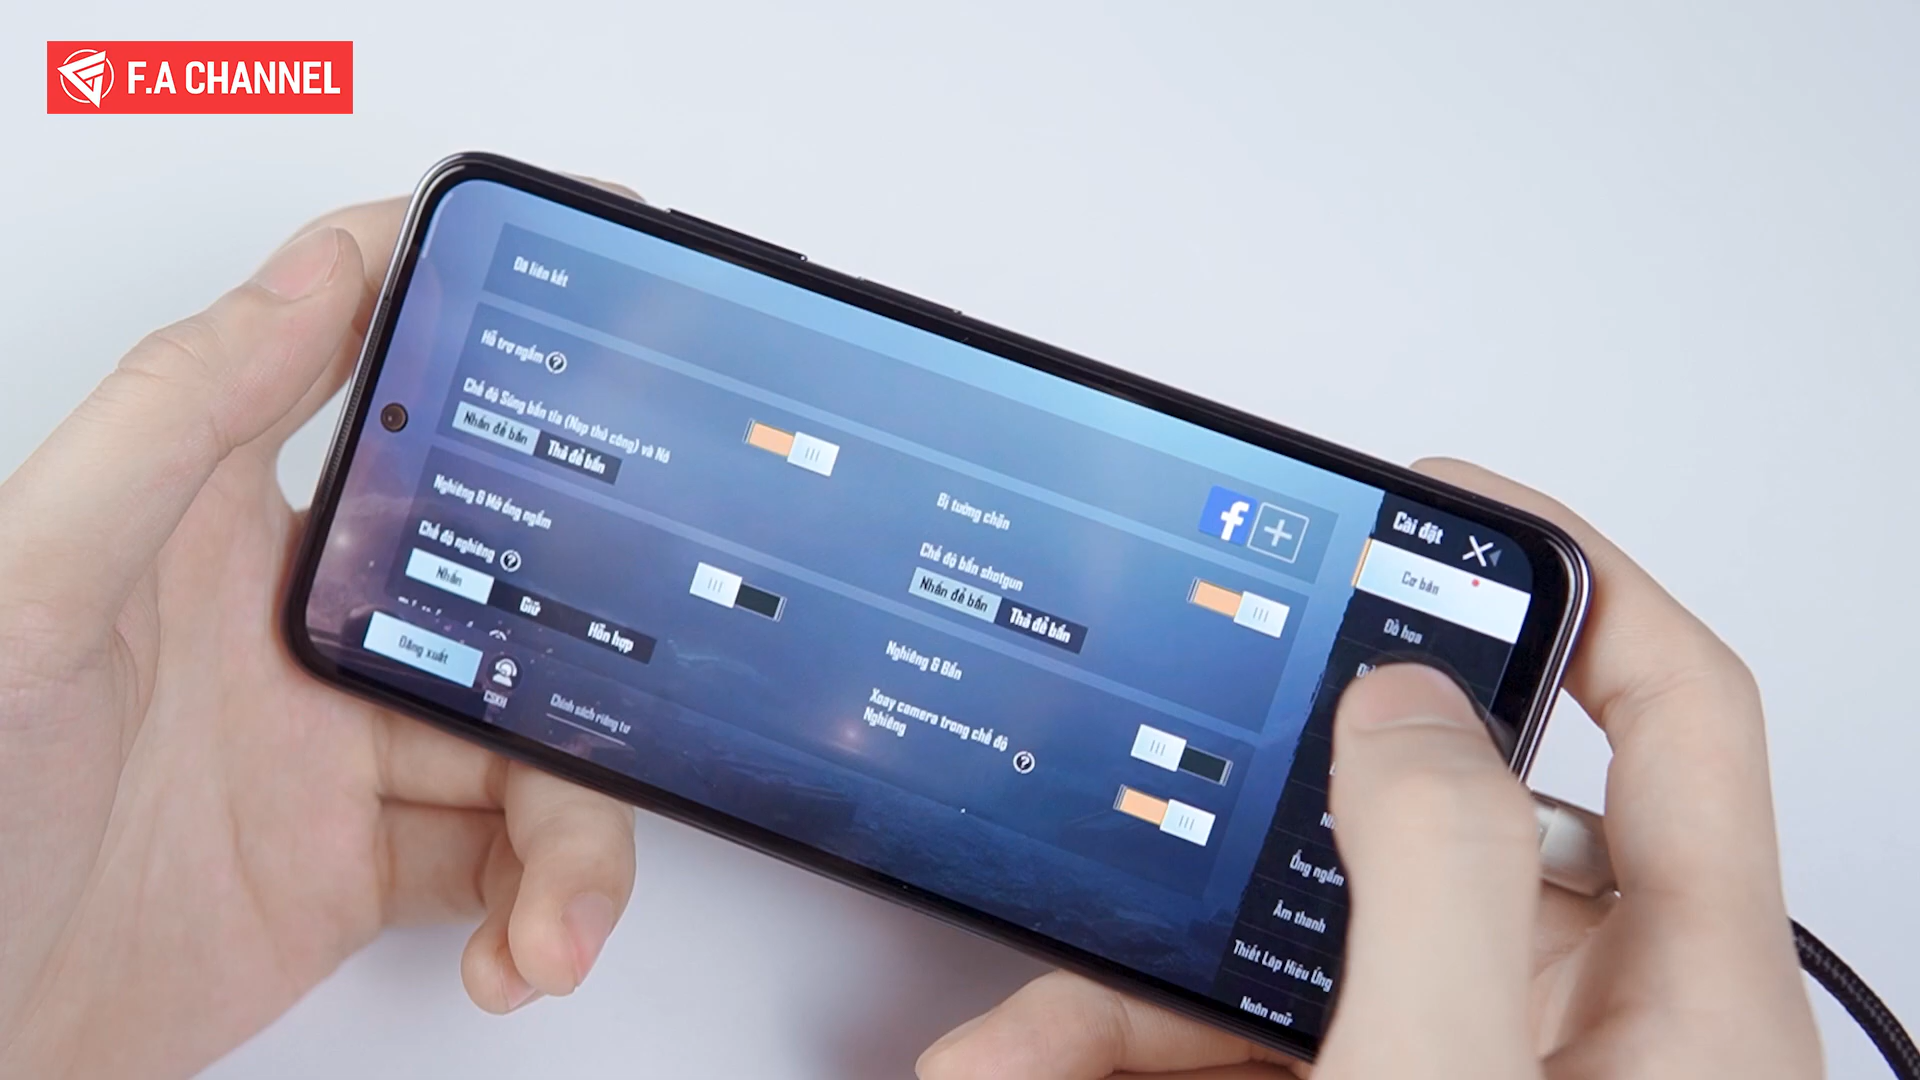 F.A CHANNEL
Đã liên kết
Hỗ trợ ngắm ?
Bị tường chặn
Chế độ Súng bắn tỉa (Nạp thủ công) và Nỏ
Nhấn để bắn
Thả để bắn
Chế độ bắn shotgun
Nhấn để bắn
Thả để bắn
Nghiêng & Mở ống ngắm
Nghiêng & Bắn
Chế độ nghiêng ?
Nhấn
Giữ
Hỗn hợp
Xoay camera trong chế độ
Nghiêng ?
Đăng xuất
CSKH
Chính sách riêng tư
Cài đặt
Cơ bản
Đồ họa
Ống ngắm
Âm thanh
Thiết Lập Hiệu Ứng
Ngôn ngữ